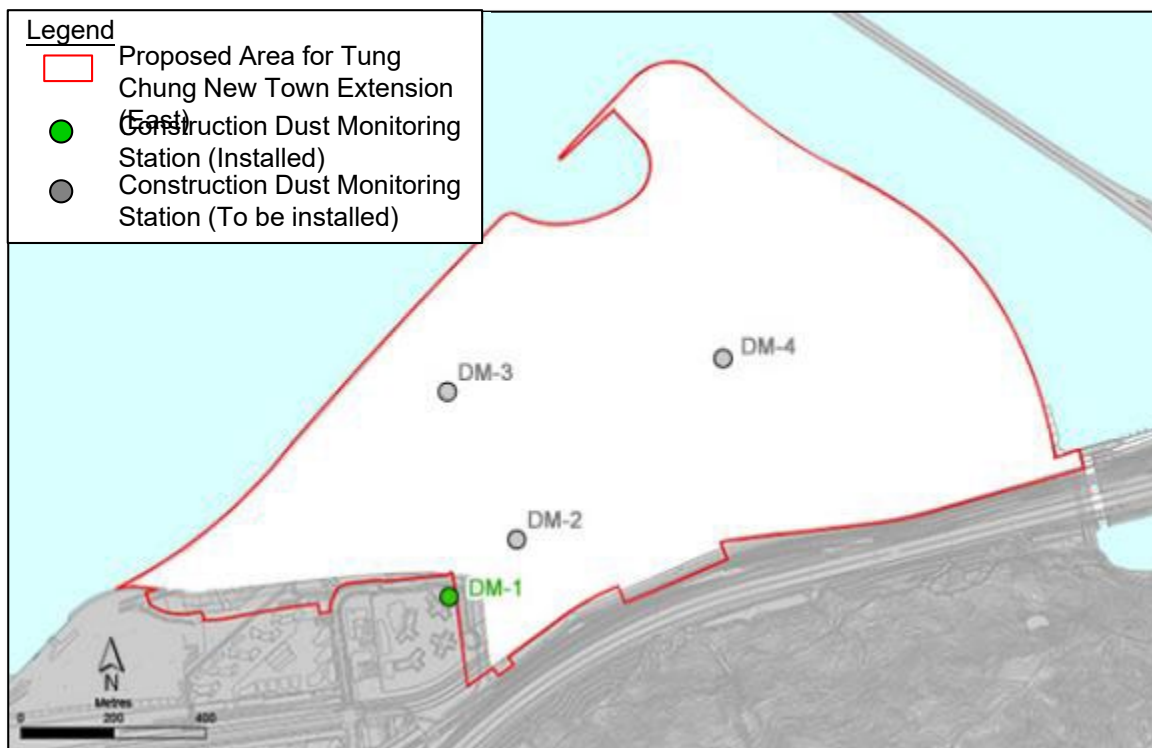 Legend
Proposed Area for Tung
Chung New Town Extension
(East)
Construction Dust Monitoring
Station (Installed)
Construction Dust Monitoring
Station (To be installed)
DM-4
DM-3
DM-2
DM-1
N
Metres
0 200 400